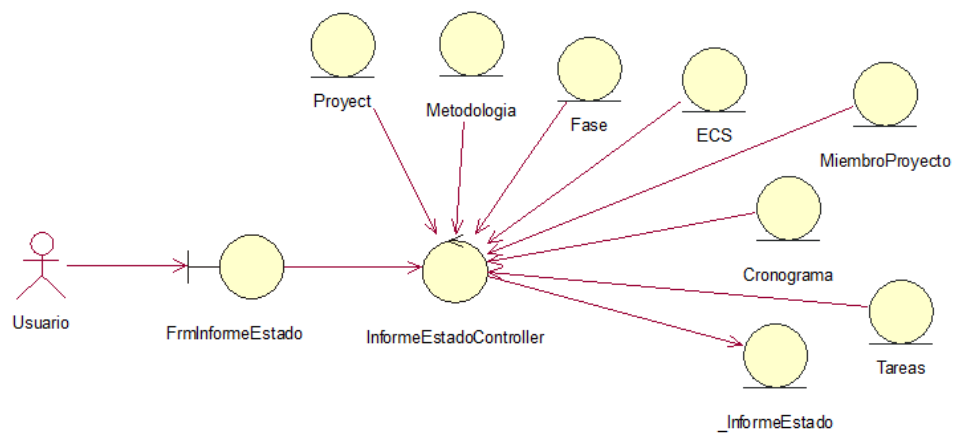 Proyect
Metodologia
Fase
ECS
MiembroProyecto
Cronograma
Usuario
FrmInformeEstado
InformeEstadoController
Tareas
_InformeEstado